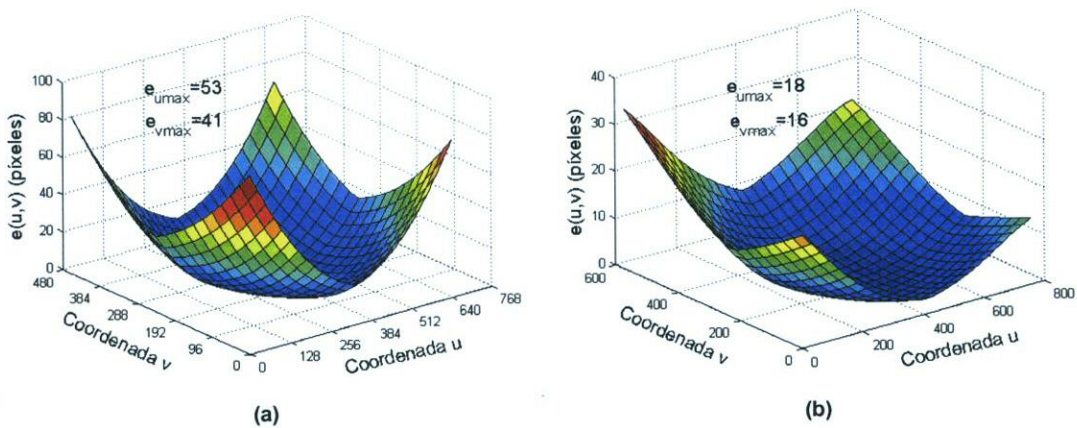 100
80
60
40
20
0
e(u,v) (pixeles)
e_umax=53
e_vmax=41
480
384
288
192
96
0
Coordenada v
0
128
256
384
512
640
768
Coordenada u
(a)
40
30
20
10
0
e(u,v) (pixeles)
e_umax=18
e_vmax=16
600
400
200
0
Coordenada v
0
200
400
600
800
Coordenada u
(b)